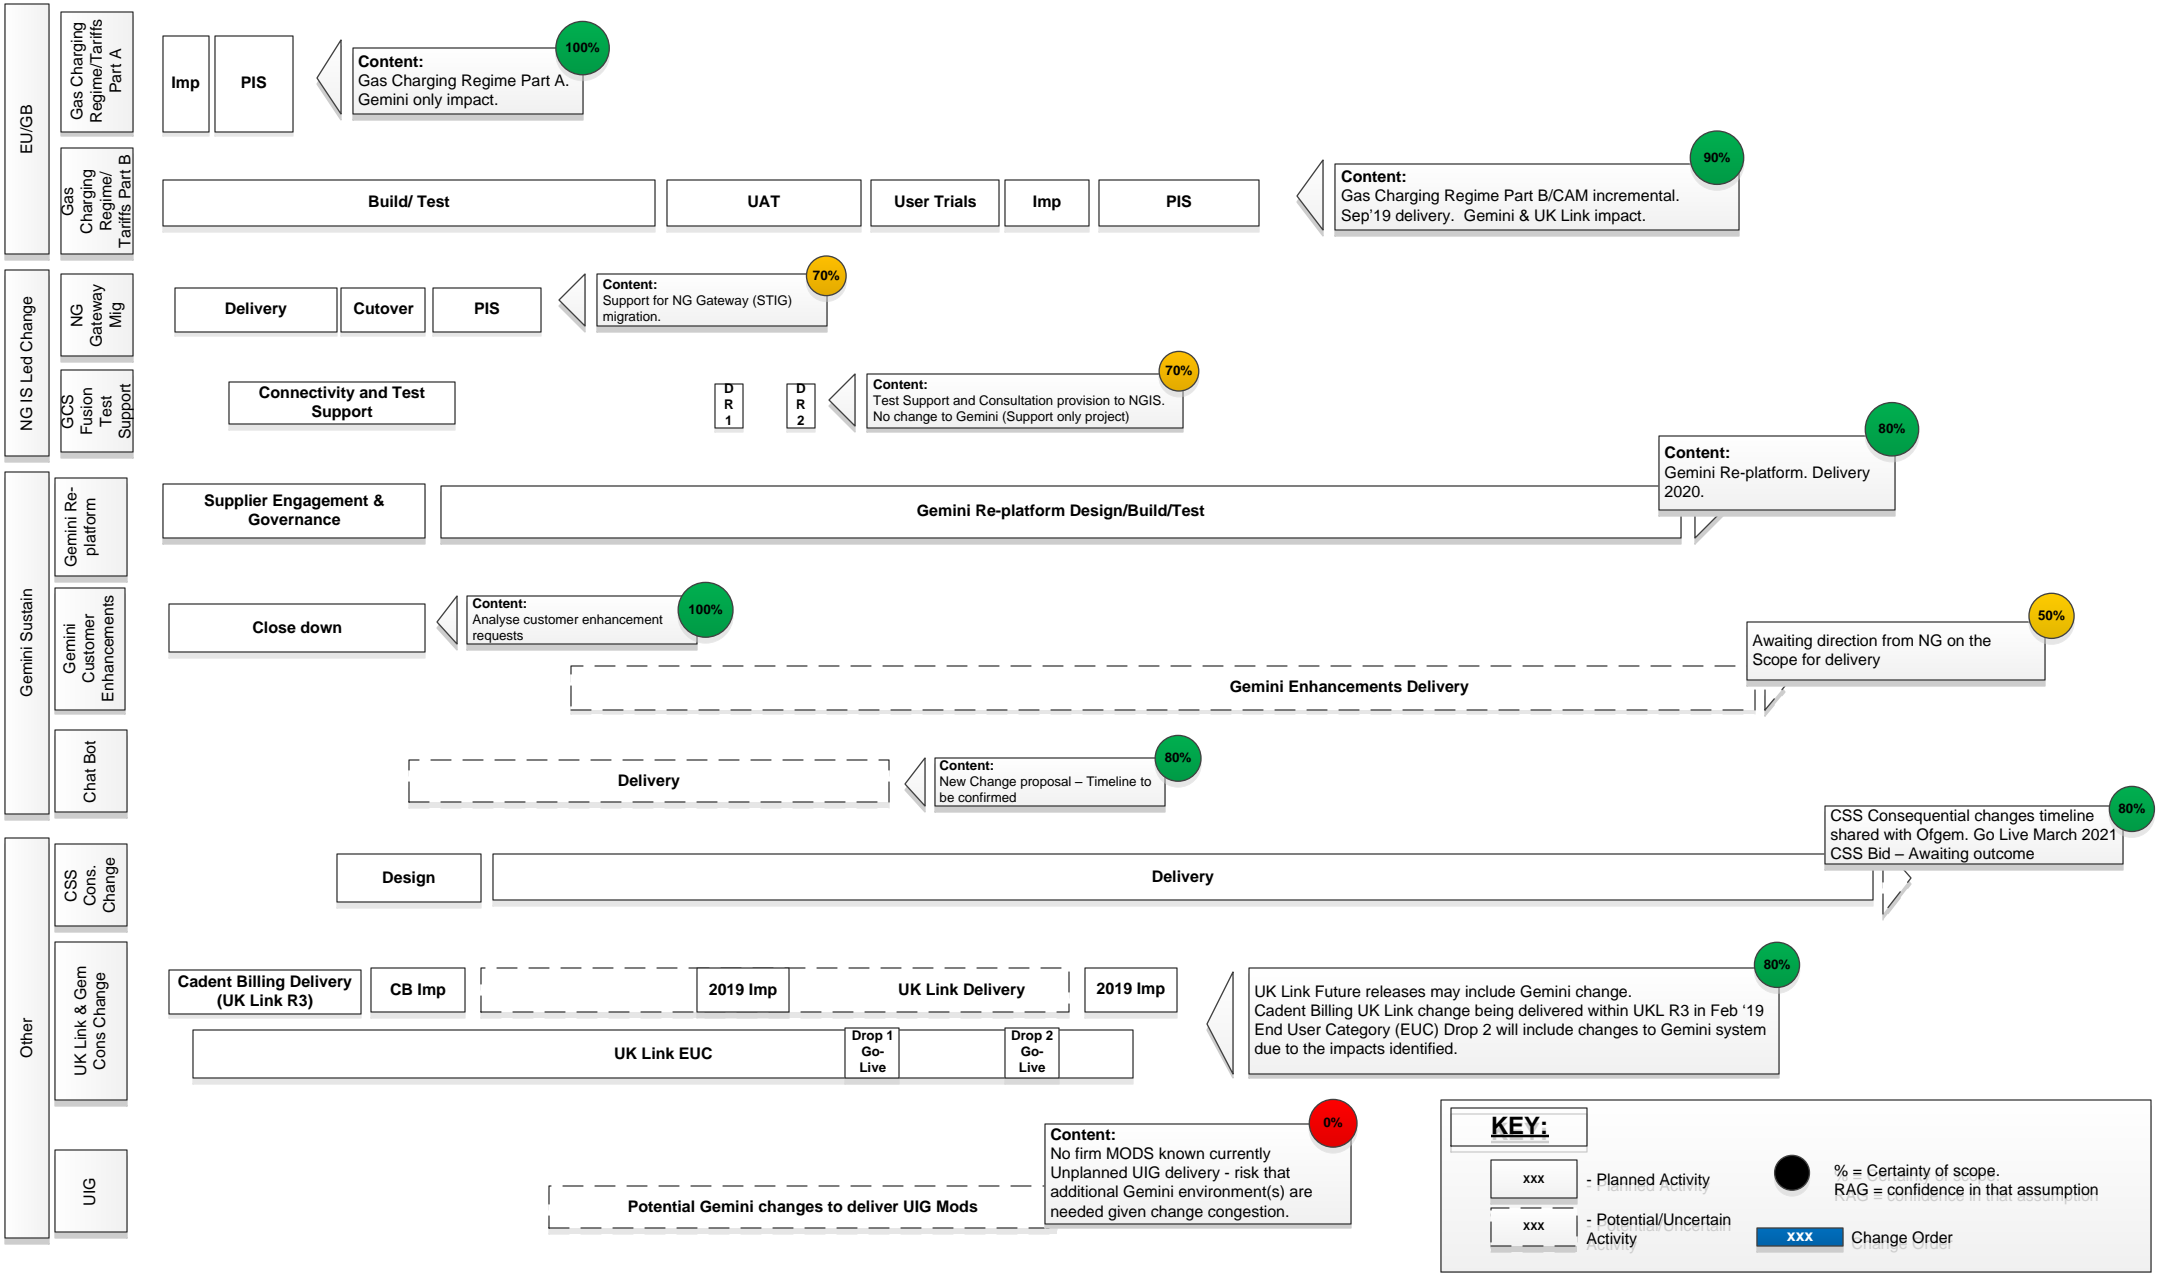 EU/GB
Gas Charging
Regime/Tariffs
Part A
Imp
PIS
Content:
Gas Charging Regime Part A.
Gemini only impact.
100%
Gas
Charging
Regime/
Tariffs Part B
Build/ Test
UAT
User Trials
Imp
PIS
Content:
Gas Charging Regime Part B/CAM incremental.
Sep'19 delivery.  Gemini & UK Link impact.
90%
NG IS Led Change
NG
Gateway
Mig
Delivery
Cutover
PIS
Content:
Support for NG Gateway (STIG)
migration.
70%
GCS
Fusion
Test
Support
Connectivity and Test
Support
D
R
1
D
R
2
Content:
Test Support and Consultation provision to NGIS.
No change to Gemini (Support only project)
70%
Gemini Sustain
Gemini Re-
platform
Supplier Engagement &
Governance
Gemini Re-platform Design/Build/Test
Content:
Gemini Re-platform. Delivery
2020.
80%
Gemini
Customer
Enhancements
Close down
Content:
Analyse customer enhancement
requests
100%
Gemini Enhancements Delivery
Awaiting direction from NG on the
Scope for delivery
50%
Chat Bot
Delivery
Content:
New Change proposal – Timeline to
be confirmed
80%
Other
CSS
Cons.
Change
Design
Delivery
CSS Consequential changes timeline
shared with Ofgem. Go Live March 2021
CSS Bid – Awaiting outcome
80%
UK Link & Gem
Cons Change
Cadent Billing Delivery
(UK Link R3)
CB Imp
2019 Imp
UK Link Delivery
2019 Imp
UK Link EUC
Drop 1
Go-
Live
Drop 2
Go-
Live
UK Link Future releases may include Gemini change.
Cadent Billing UK Link change being delivered within UKL R3 in Feb '19
End User Category (EUC) Drop 2 will include changes to Gemini system
due to the impacts identified.
80%
UIG
Potential Gemini changes to deliver UIG Mods
Content:
No firm MODS known currently
Unplanned UIG delivery - risk that
additional Gemini environment(s) are
needed given change congestion.
0%
KEY:
xxx
- Planned Activity
xxx
- Potential/Uncertain
Activity
% = Certainty of scope.
RAG = confidence in that assumption
xxx
Change Order